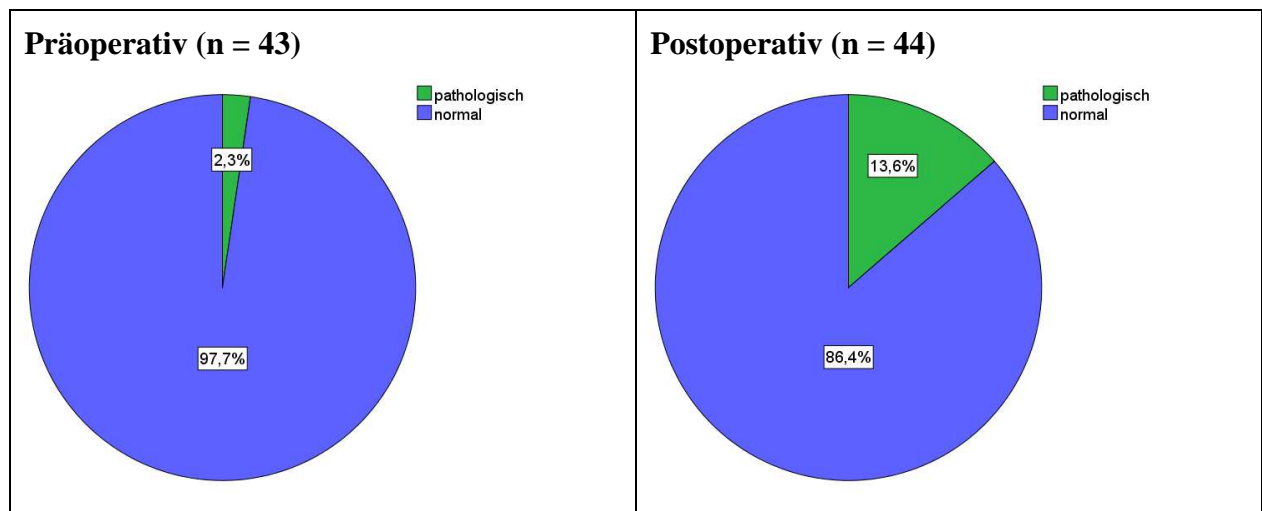 Präoperativ (n = 43)
pathologisch
normal
2,3%
97,7%
Postoperativ (n = 44)
pathologisch
normal
13,6%
86,4%